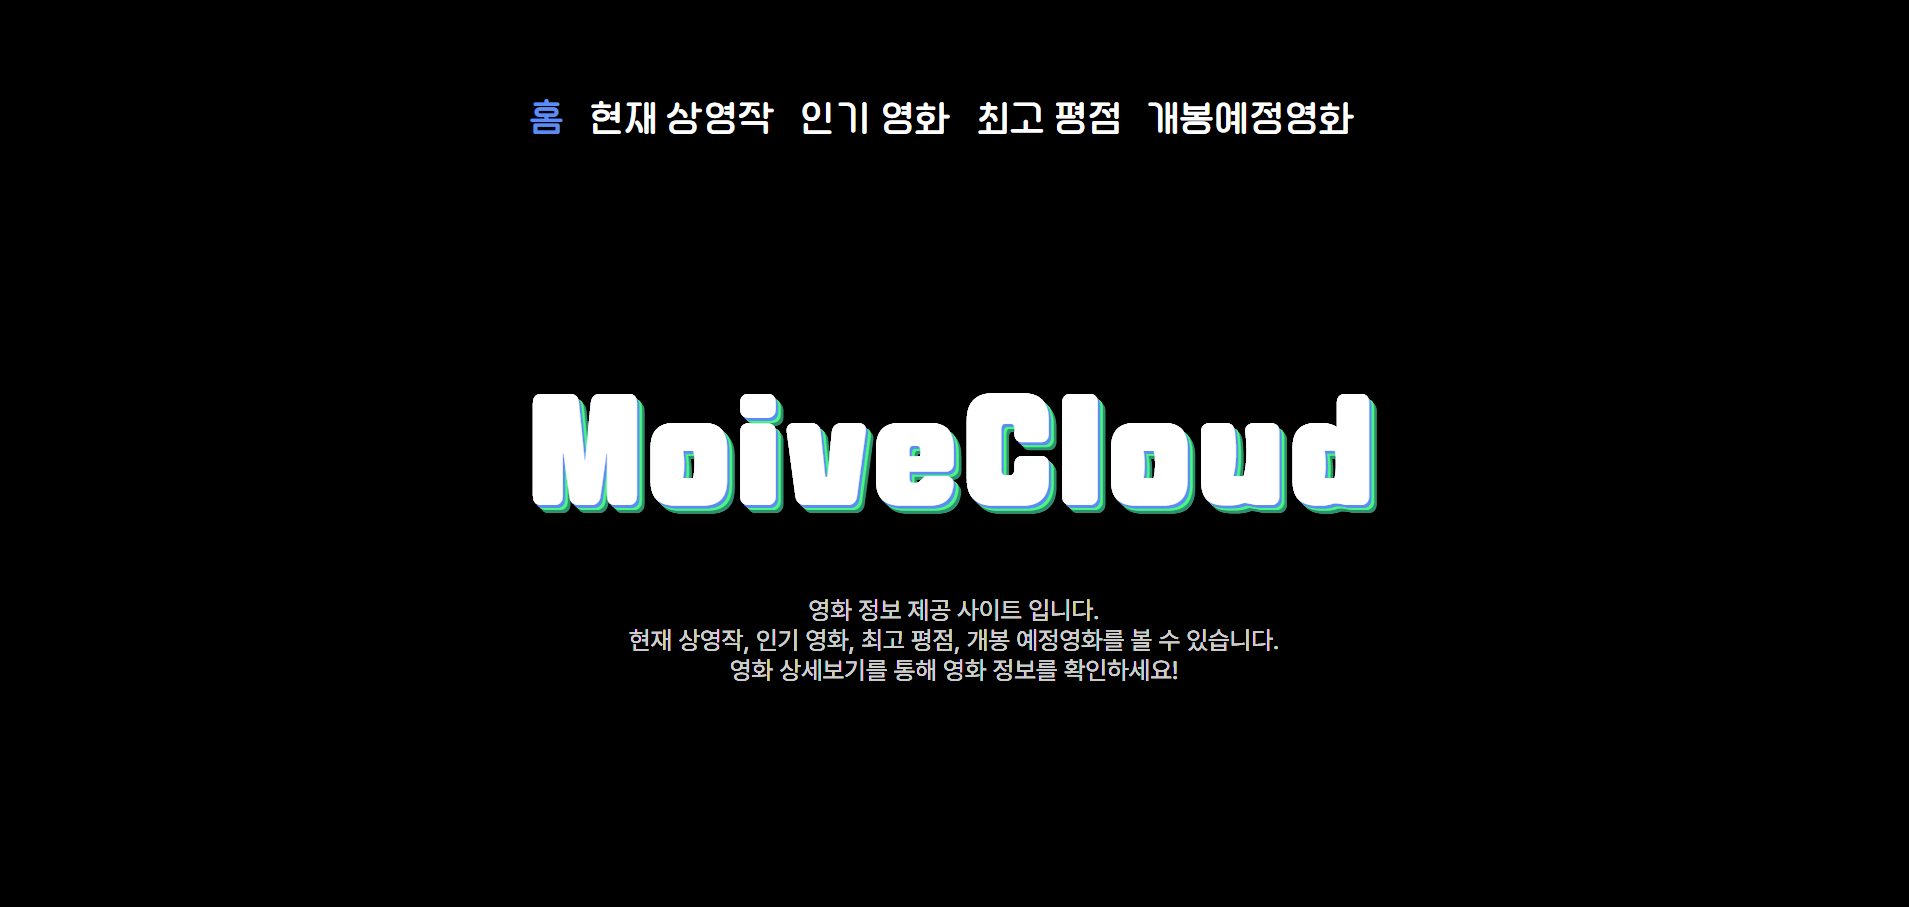 홈 현재 상영작 인기 영화 최고 평점 개봉예정영화
MoiveCloud
영화 정보 제공 사이트 입니다.
현재 상영작, 인기 영화, 최고 평점, 개봉 예정영화를 볼 수 있습니다.
영화 상세보기를 통해 영화 정보를 확인하세요!